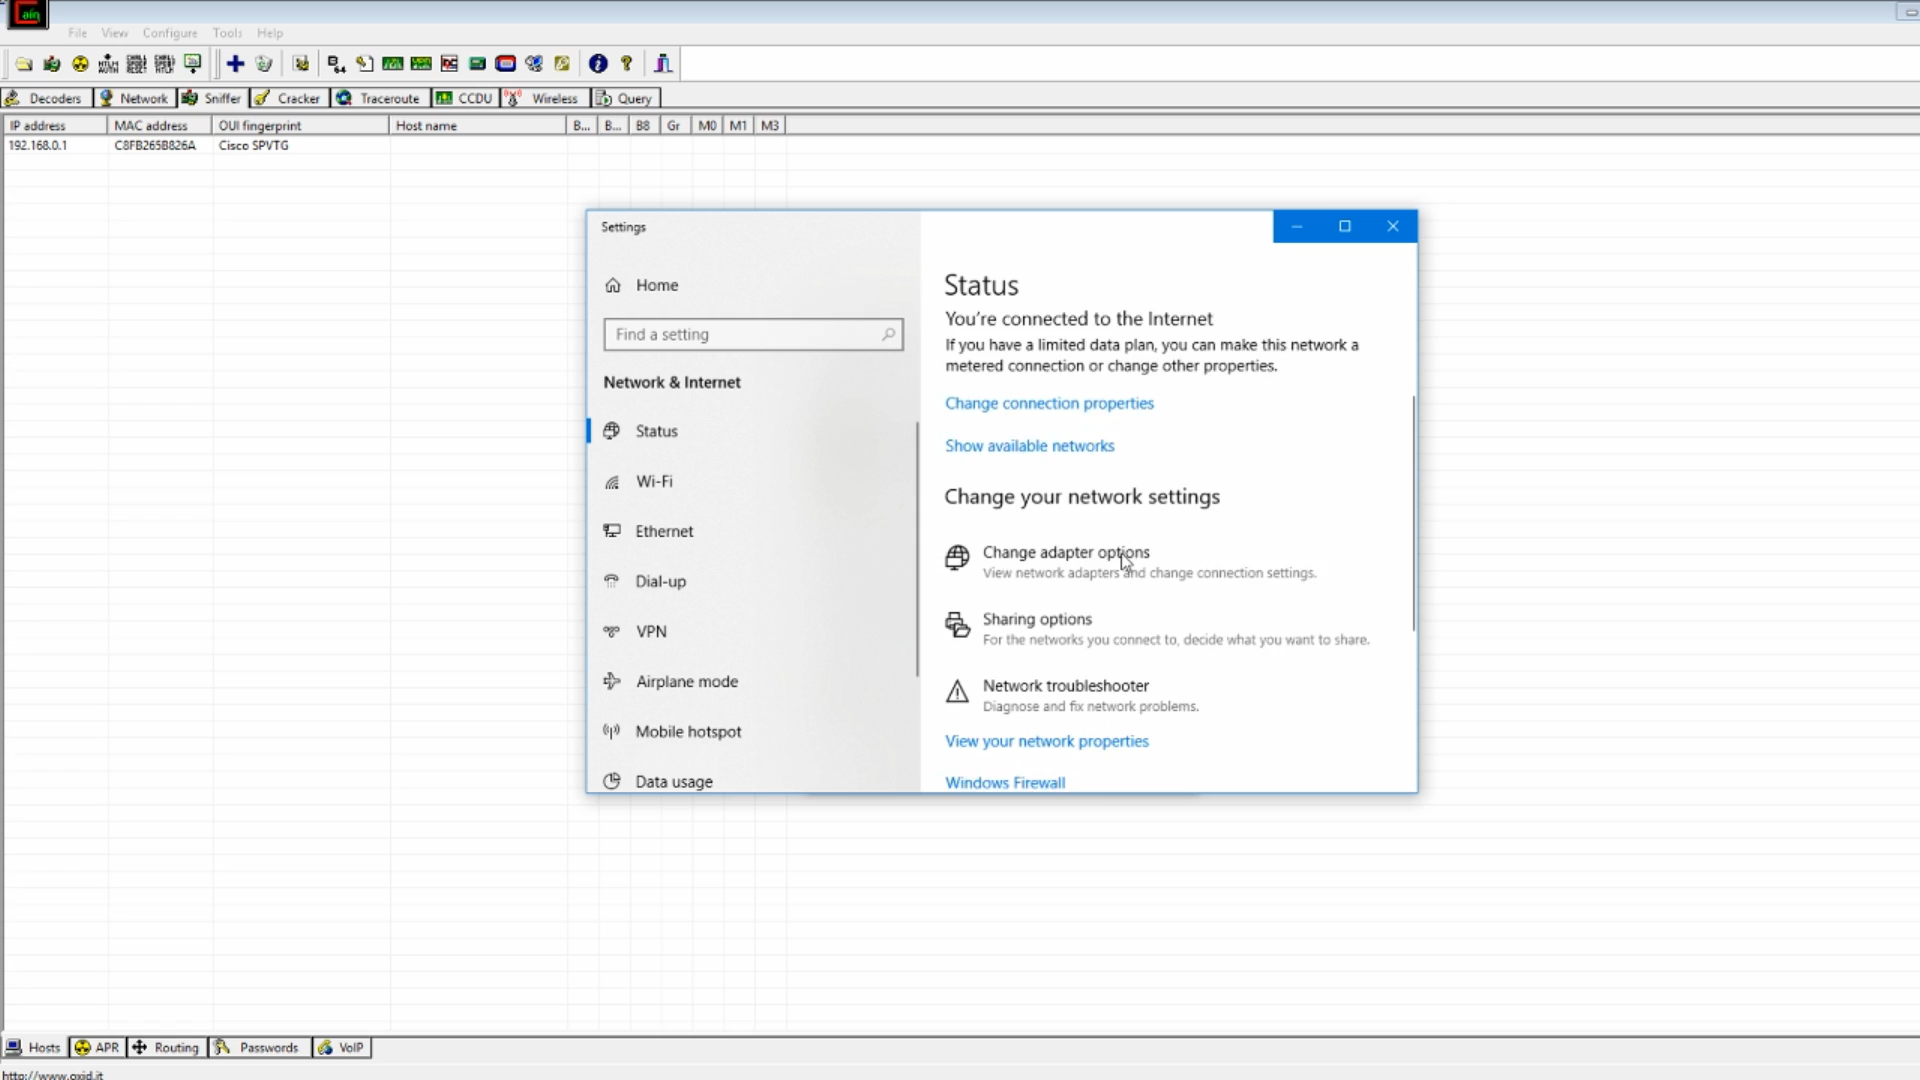 Cain
File View Configure Tools Help
Decoders Network Sniffer Cracker Traceroute CCDU Wireless Query
IP address MAC address OUI fingerprint Host name B... B... B8 Gr M0 M1 M3
192.168.0.1 C8FB265B826A Cisco SPVTG
Settings
Home
Find a setting
Network & Internet
Status
Wi-Fi
Ethernet
Dial-up
VPN
Airplane mode
Mobile hotspot
Data usage
Status
You're connected to the Internet
If you have a limited data plan, you can make this network a
metered connection or change other properties.
Change connection properties
Show available networks
Change your network settings
Change adapter options
View network adapters and change connection settings.
Sharing options
For the networks you connect to, decide what you want to share.
Network troubleshooter
Diagnose and fix network problems.
View your network properties
Windows Firewall
Hosts APR Routing Passwords VoIP
http://www.oxid.it